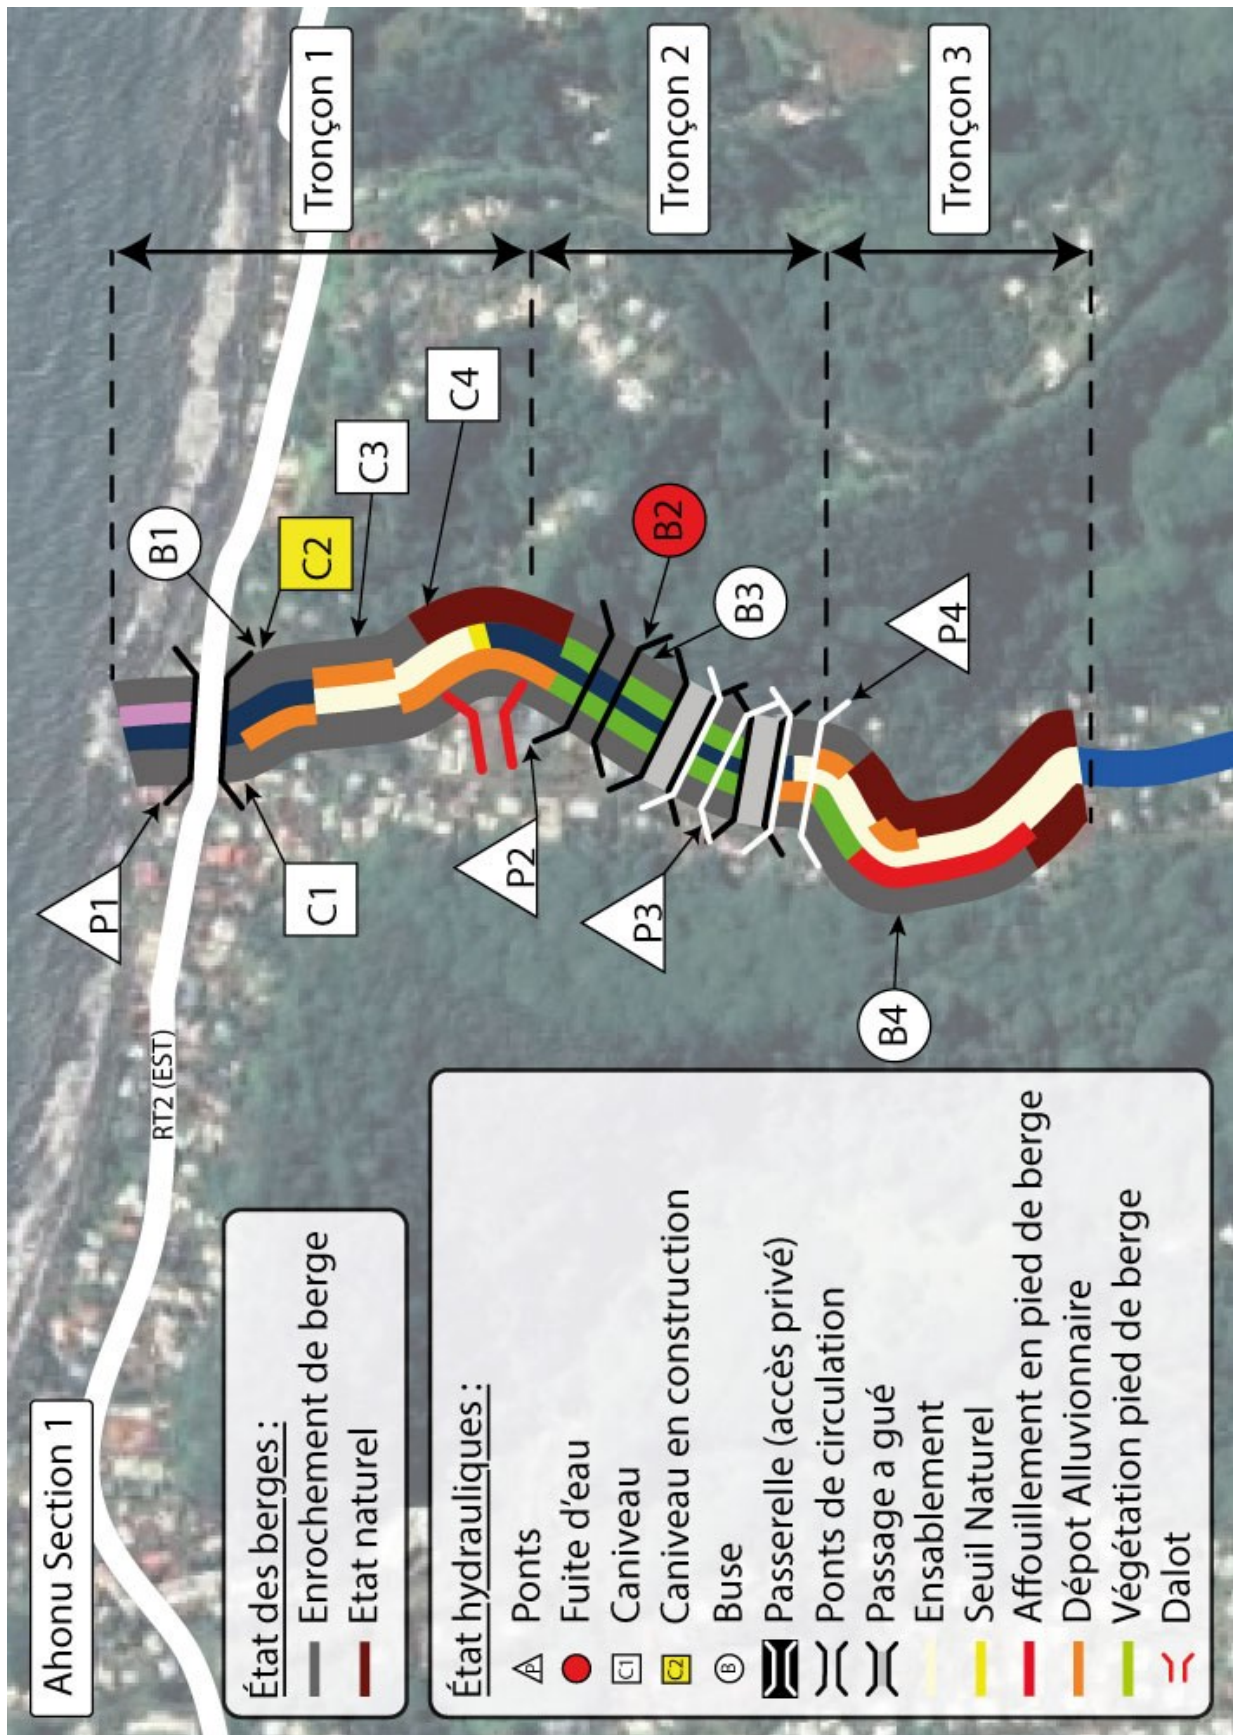 Ahonu Section 1
RT2 (EST)
État des berges :
Enrochement de berge
Etat naturel
État hydrauliques :
P Ponts
Fuite d'eau
C1 Caniveau
C2 Caniveau en construction
B Buse
Passerelle (accès privé)
Ponts de circulation
Passage a gué
Ensablement
Seuil Naturel
Affouillement en pied de berge
Dépot Alluvionnaire
Végétation pied de berge
Dalot
P1
C1
B1
C2
C3
C4
P2
B2
B3
P3
P4
B4
Tronçon 1
Tronçon 2
Tronçon 3